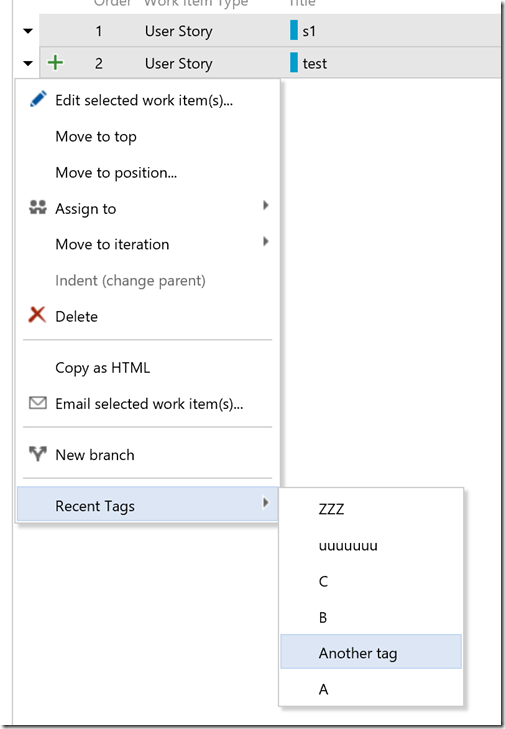 Order Work Item Type Title
1 User Story s1
2 User Story test
Edit selected work item(s)...
Move to top
Move to position...
Assign to
Move to iteration
Indent (change parent)
Delete
Copy as HTML
Email selected work item(s)...
New branch
Recent Tags
ZZZ
uuuuuuu
C
B
Another tag
A